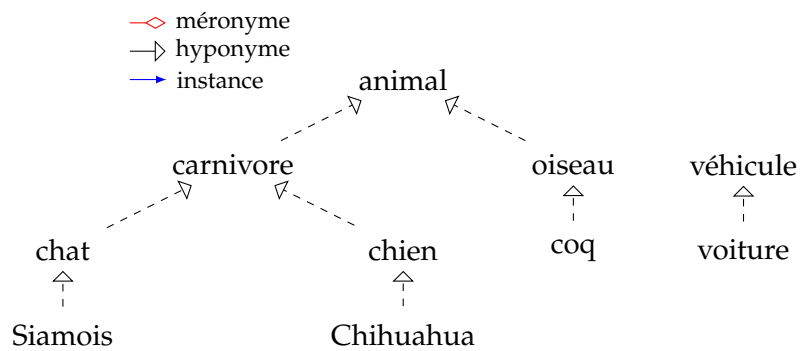 méronyme
hyponyme
instance
animal
carnivore oiseau véhicule
chat chien coq voiture
Siamois Chihuahua